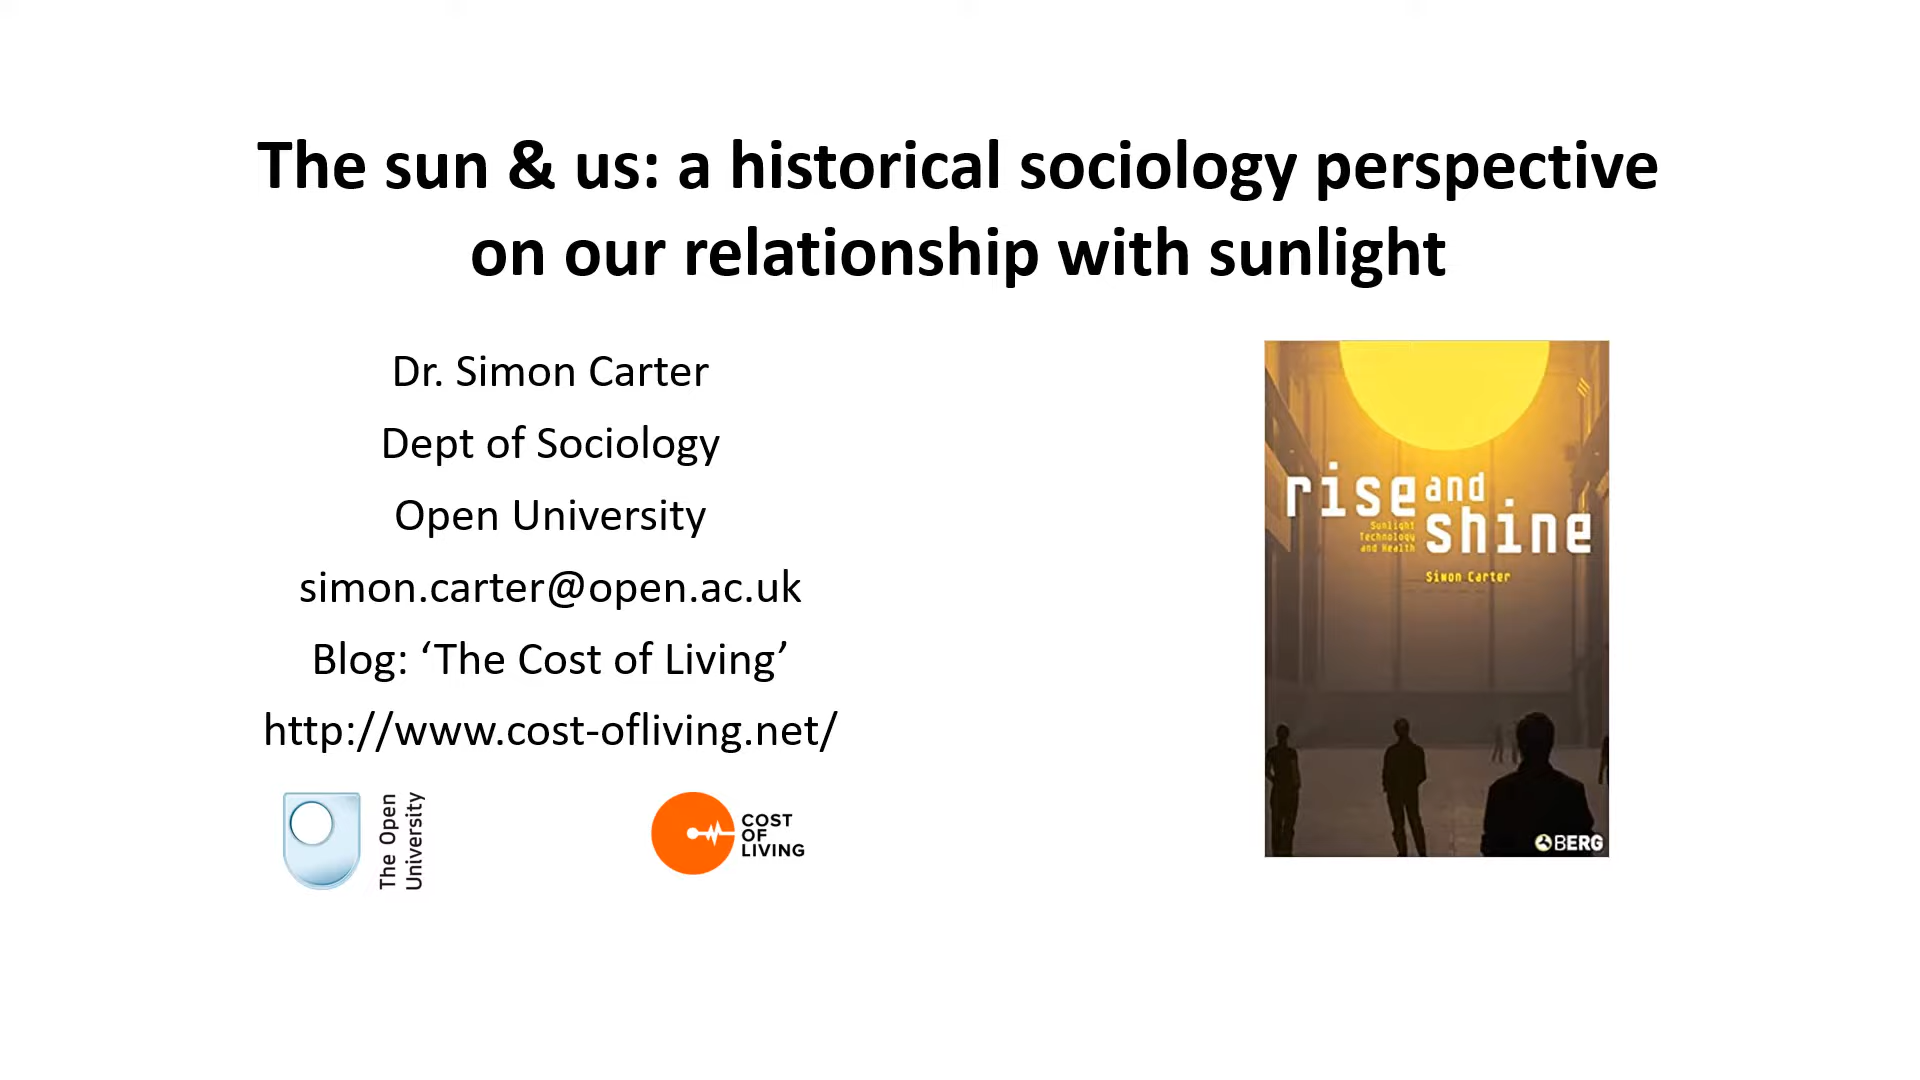 The sun & us: a historical sociology perspective
on our relationship with sunlight
Dr. Simon Carter
Dept of Sociology
Open University
simon.carter@open.ac.uk
Blog: ‘The Cost of Living’
http://www.cost-ofliving.net/
The Open
University
COST
OF
LIVING
rise and
shine
Sunlight
Technology
and Health
Simon Carter
BERG